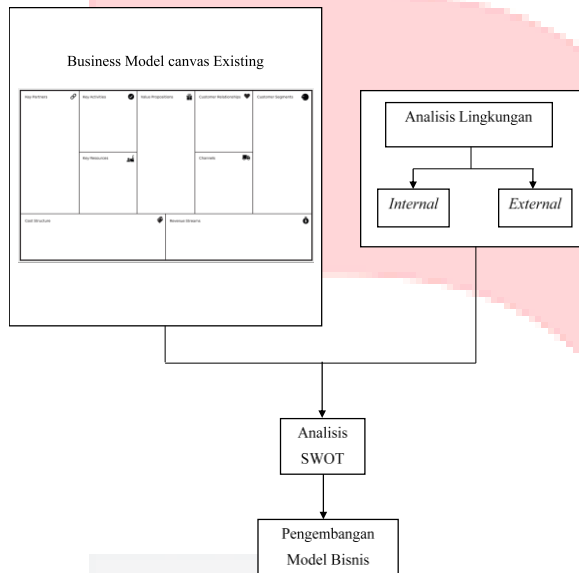 Business Model canvas Existing
Key Partners
Key Activities
Value Propositions
Customer Relationships
Customer Segments
Key Resources
Channels
Cost Structure
Revenue Streams
Analisis Lingkungan
Internal
External
Analisis
SWOT
Pengembangan
Model Bisnis